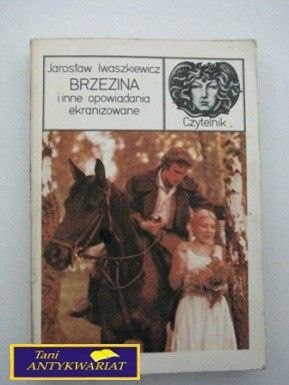 Jarosław Iwaszkiewicz
BRZEZINA
i inne opowiadania
ekranizowane
Czytelnik
Tani
ANTYKWARIAT